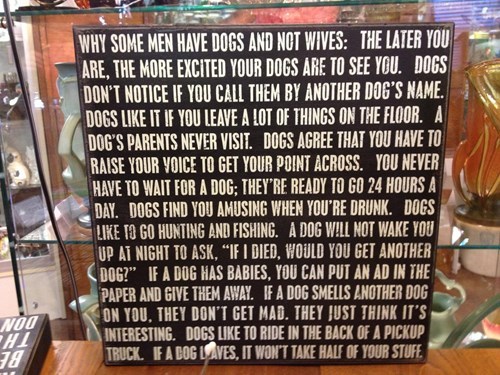 WHY SOME MEN HAVE DOGS AND NOT WIVES: THE LATER YOU
ARE, THE MORE EXCITED YOUR DOGS ARE TO SEE YOU. DOGS
DON'T NOTICE IF YOU CALL THEM BY ANOTHER DOG'S NAME.
DOGS LIKE IT IF YOU LEAVE A LOT OF THINGS ON THE FLOOR. A
DOG'S PARENTS NEVER VISIT. DOGS AGREE THAT YOU HAVE TO
RAISE YOUR VOICE TO GET YOUR POINT ACROSS. YOU NEVER
HAVE TO WAIT FOR A DOG; THEY'RE READY TO GO 24 HOURS A
DAY. DOGS FIND YOU AMUSING WHEN YOU'RE DRUNK. DOGS
LIKE TO GO HUNTING AND FISHING. A DOG WILL NOT WAKE YOU
UP AT NIGHT TO ASK, "IF I DIED, WOULD YOU GET ANOTHER
DOG?" IF A DOG HAS BABIES, YOU CAN PUT AN AD IN THE
PAPER AND GIVE THEM AWAY. IF A DOG SMELLS ANOTHER DOG
ON YOU, THEY DON'T GET MAD. THEY JUST THINK IT'S
INTERESTING. DOGS LIKE TO RIDE IN THE BACK OF A PICKUP
TRUCK. IF A DOG LEAVES, IT WON'T TAKE HALF OF YOUR STUFF.